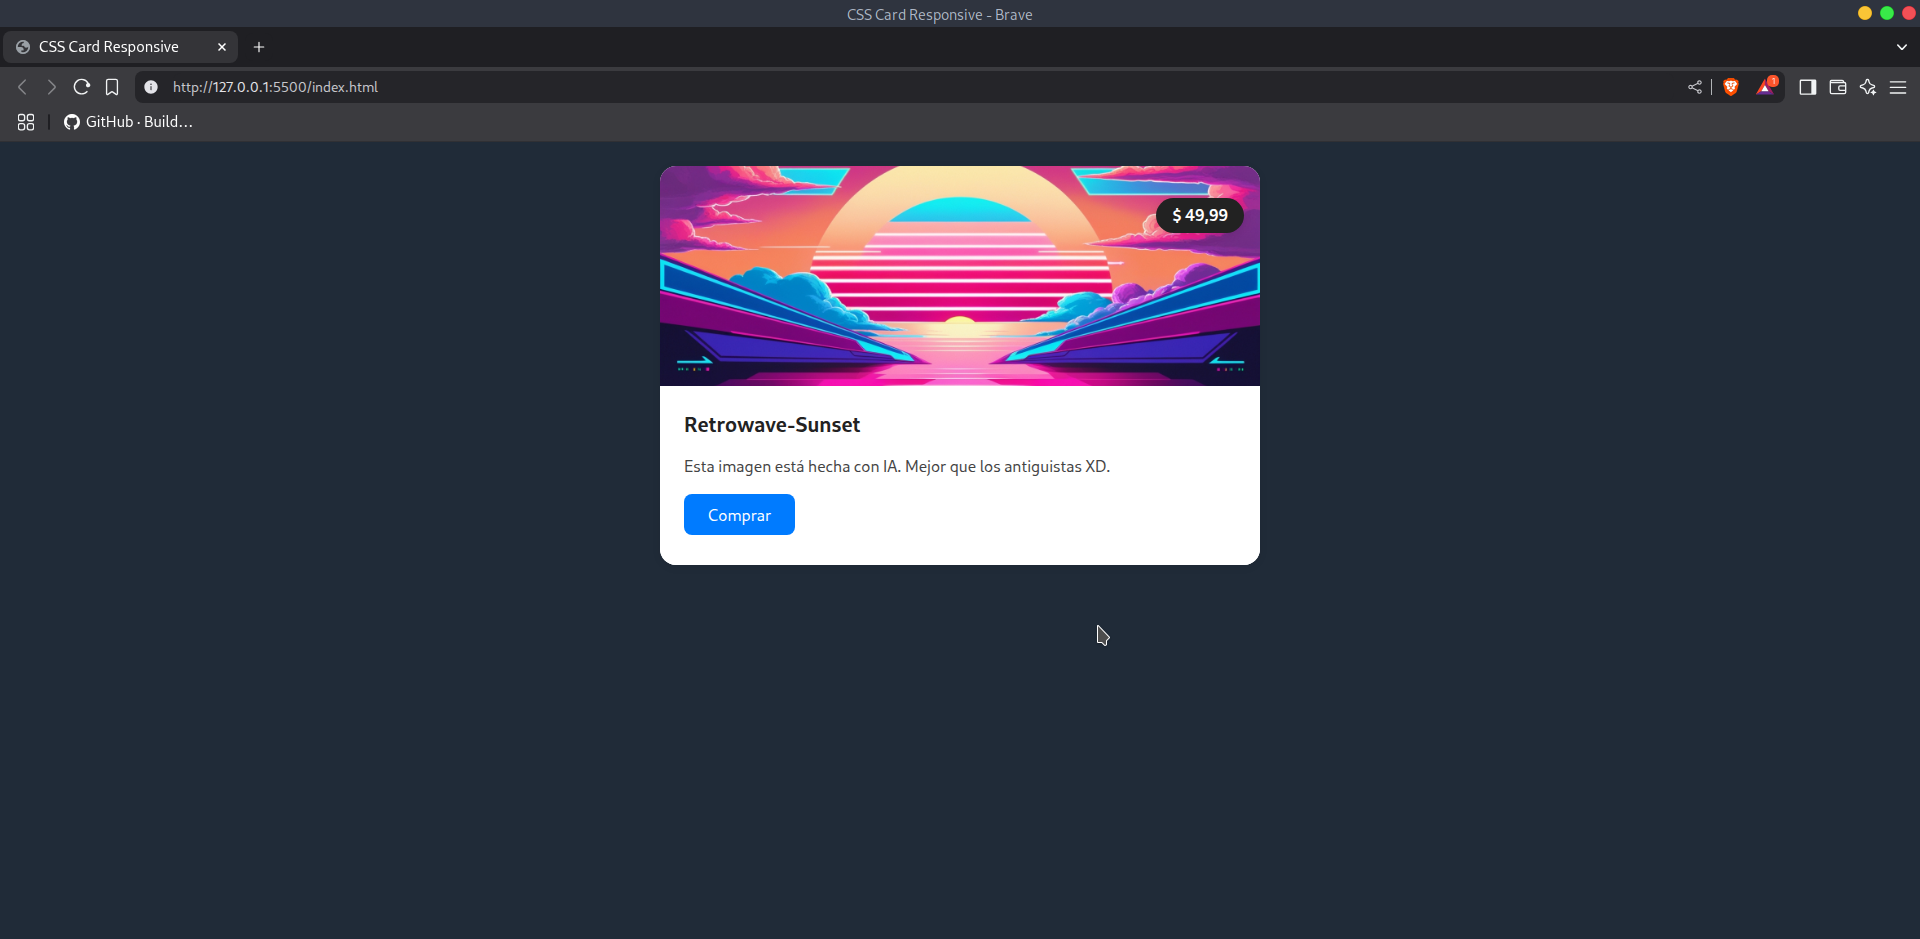 CSS Card Responsive - Brave
CSS Card Responsive
http://127.0.0.1:5500/index.html
1
GitHub · Build...
$ 49,99
Retrowave-Sunset
Esta imagen está hecha con IA. Mejor que los antiguistas XD.
Comprar